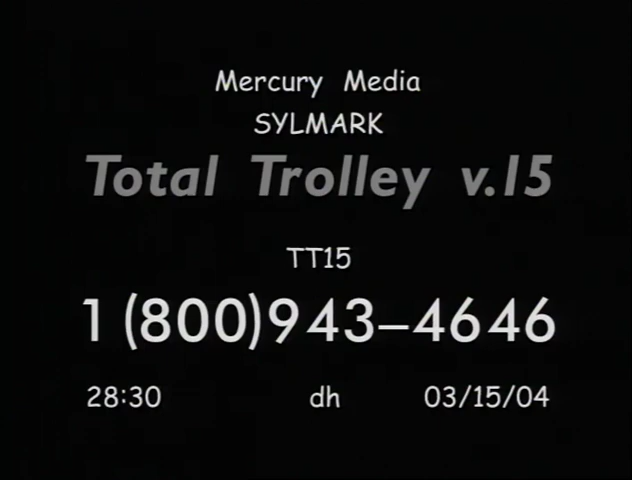 Mercury Media
SYLMARK
Total Trolley v.15
TT15
1 (800)943–4646
28:30 dh 03/15/04